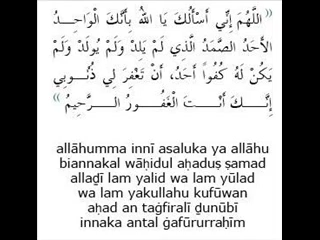 (( اللَّهُمَّ إِنِّي أَسْأَلُكَ يَا اللَّهُ بِأَنَّكَ الْوَاحِدُ
الأَحَدُ الصَّمَدُ الَّذِي لَمْ يَلِدْ وَلَمْ يُولَدْ وَلَمْ
يَكُنْ لَهُ كُفُوًا أَحَدٌ، أَنْ تَغْفِرَ لِي ذُنُوبِي
إِنَّكَ أَنْتَ الْغَفُورُ الرَّحِيمُ ))
allāhumma innī asaluka ya allāhu
biannakal wāḥidul aḥaduṣ ṣamad
allaḏī lam yalid wa lam yūlad
wa lam yakullahu kufūwan
aḥad an taġfiralī ḏunūbī
innaka antal ġafūrurraḥīm